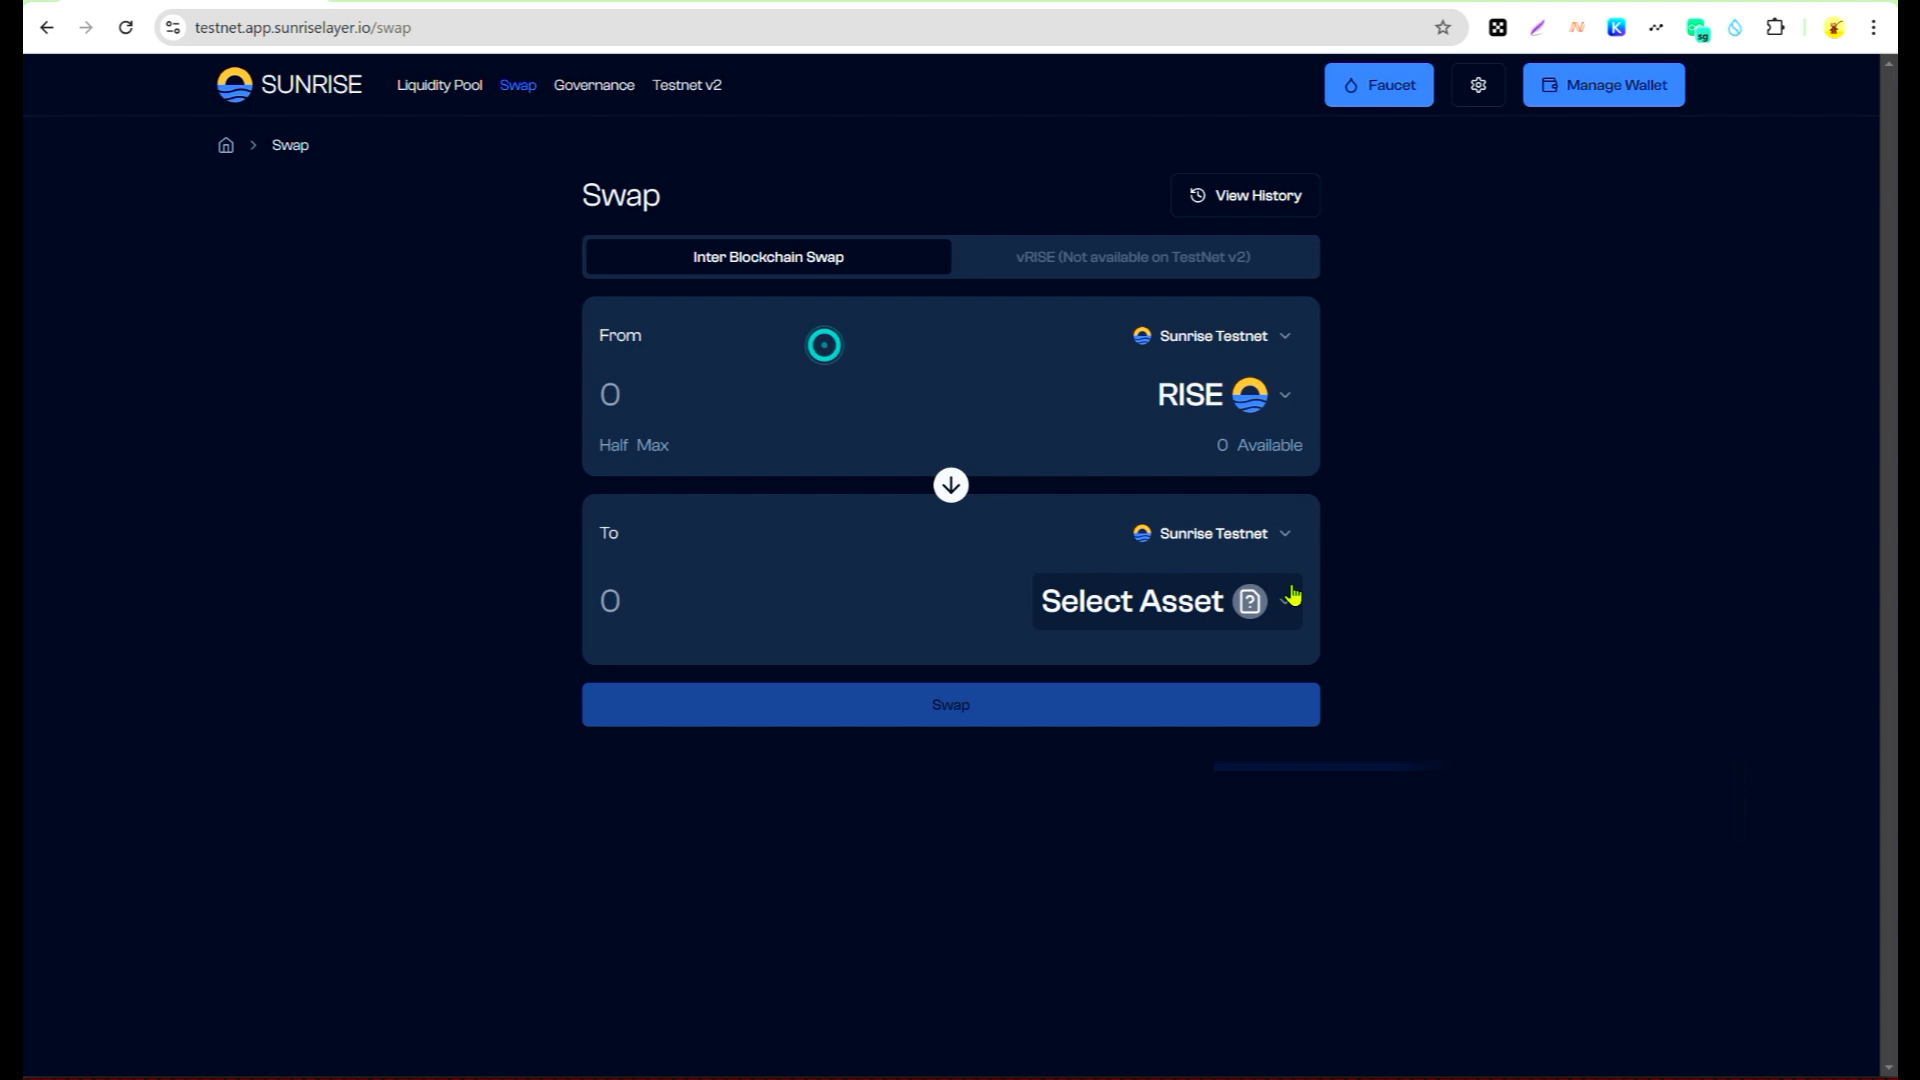 testnet.app.sunriselayer.io/swap
K
sg
SUNRISE
Liquidity Pool
Swap
Governance
Testnet v2
Faucet
Manage Wallet
Swap
Swap
View History
Inter Blockchain Swap
vRISE (Not available on TestNet v2)
From
Sunrise Testnet
0
RISE
Half Max
0 Available
To
Sunrise Testnet
0
Select Asset
Swap